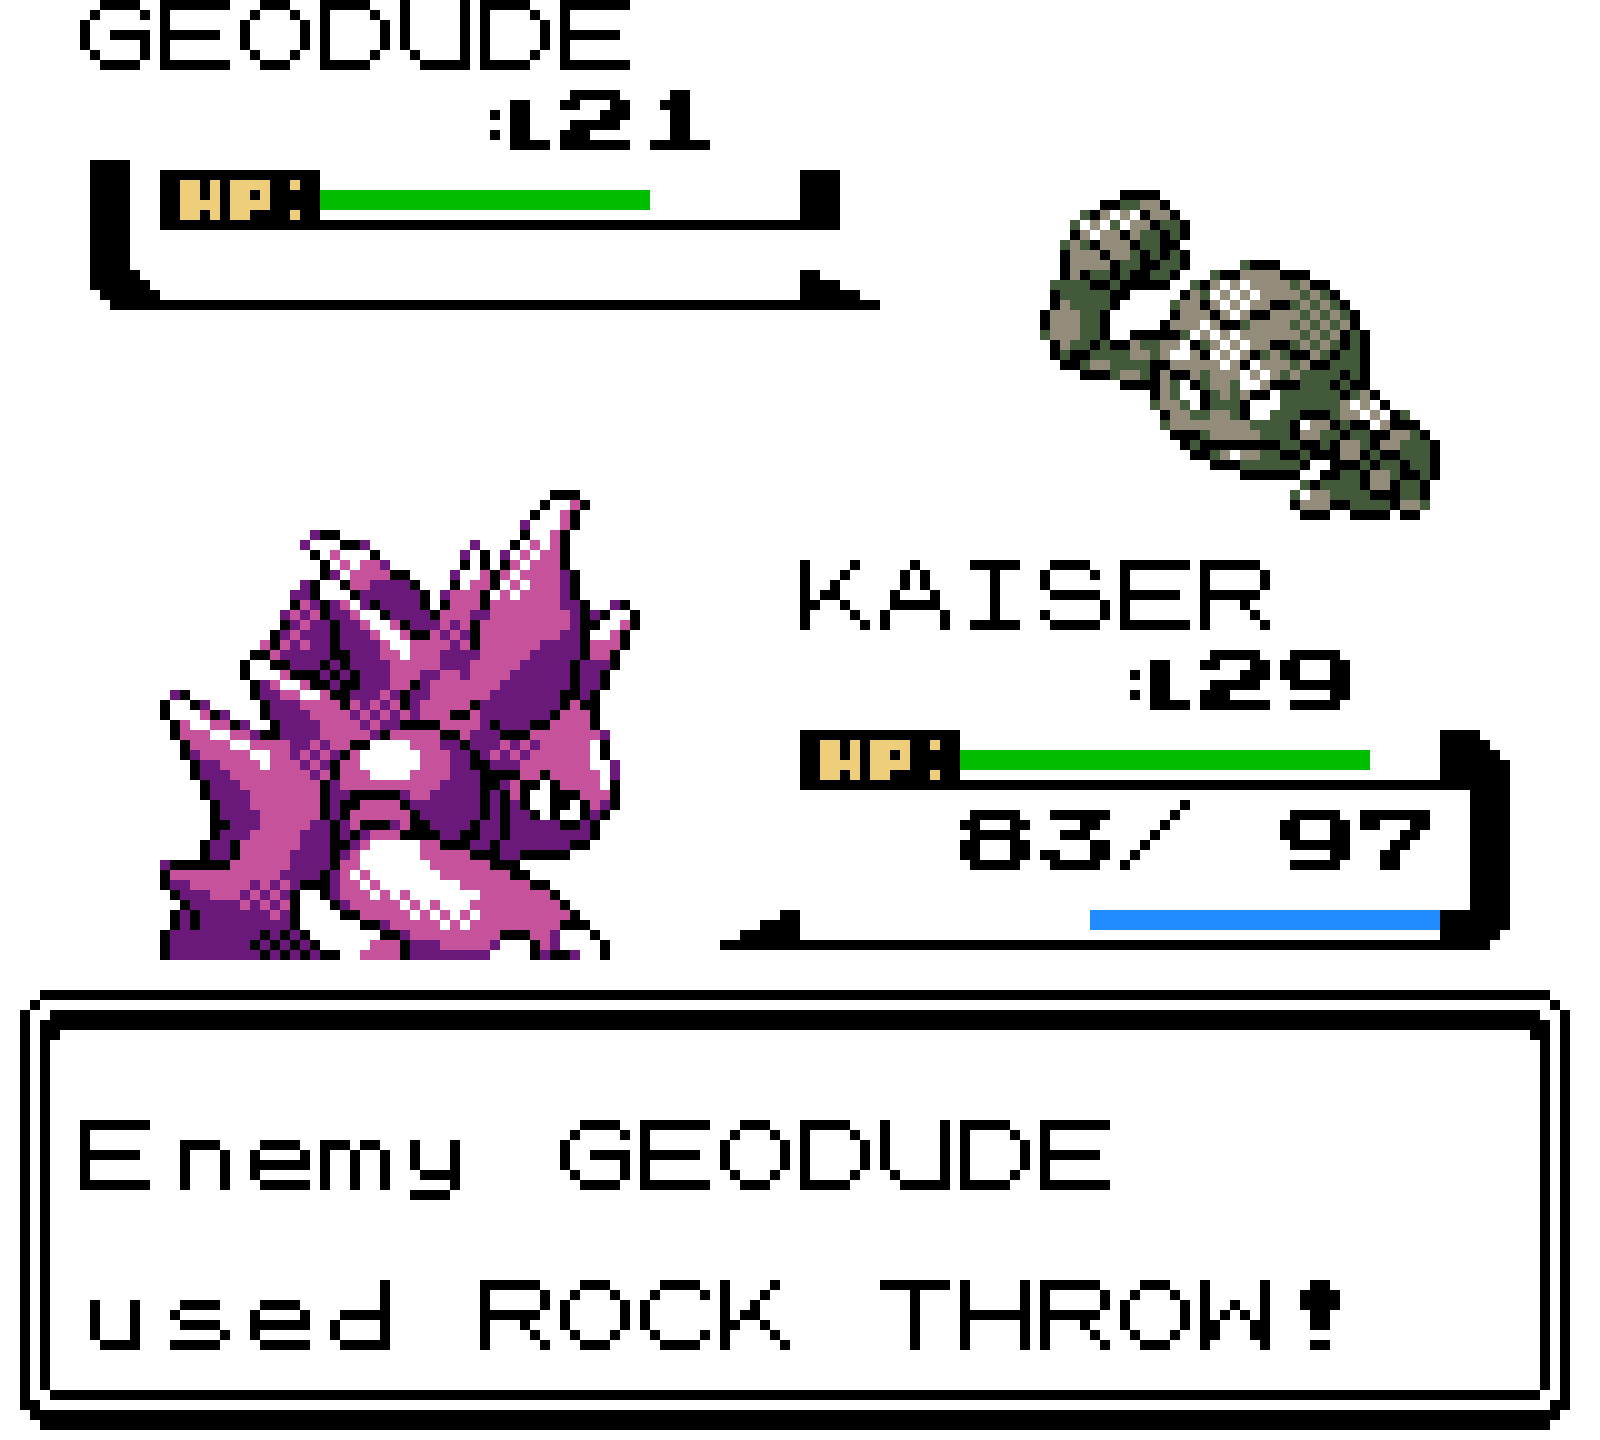 GEODUDE
:L21
HP:
KAISER
:L29
HP:
83/ 97
Enemy GEODUDE
used ROCK THROW!